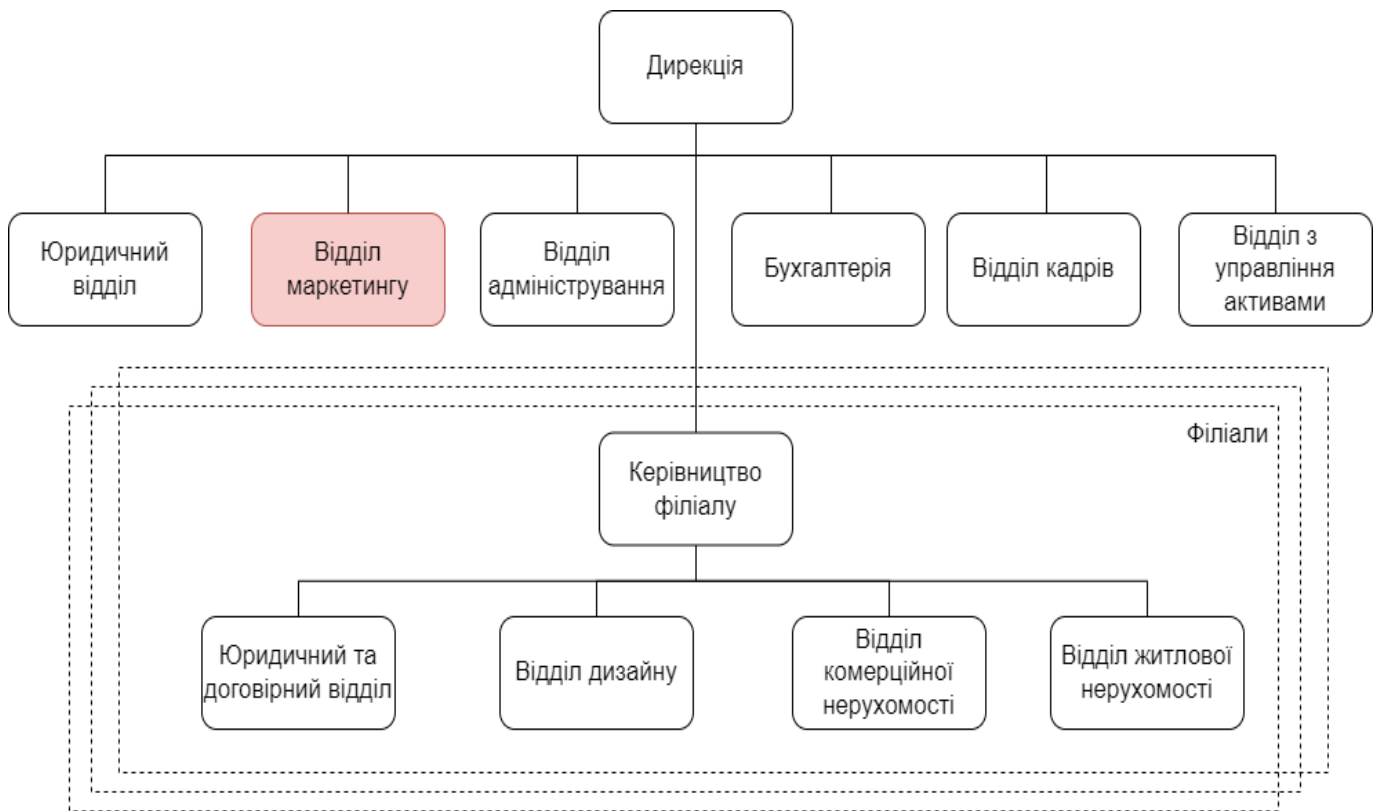 Дирекція
Юридичний
відділ
Відділ
маркетингу
Відділ
адміністрування
Бухгалтерія
Відділ кадрів
Відділ з
управління
активами
Філіали
Керівництво
філіалу
Юридичний та
договірний відділ
Відділ дизайну
Відділ
комерційної
нерухомості
Відділ житлової
нерухомості